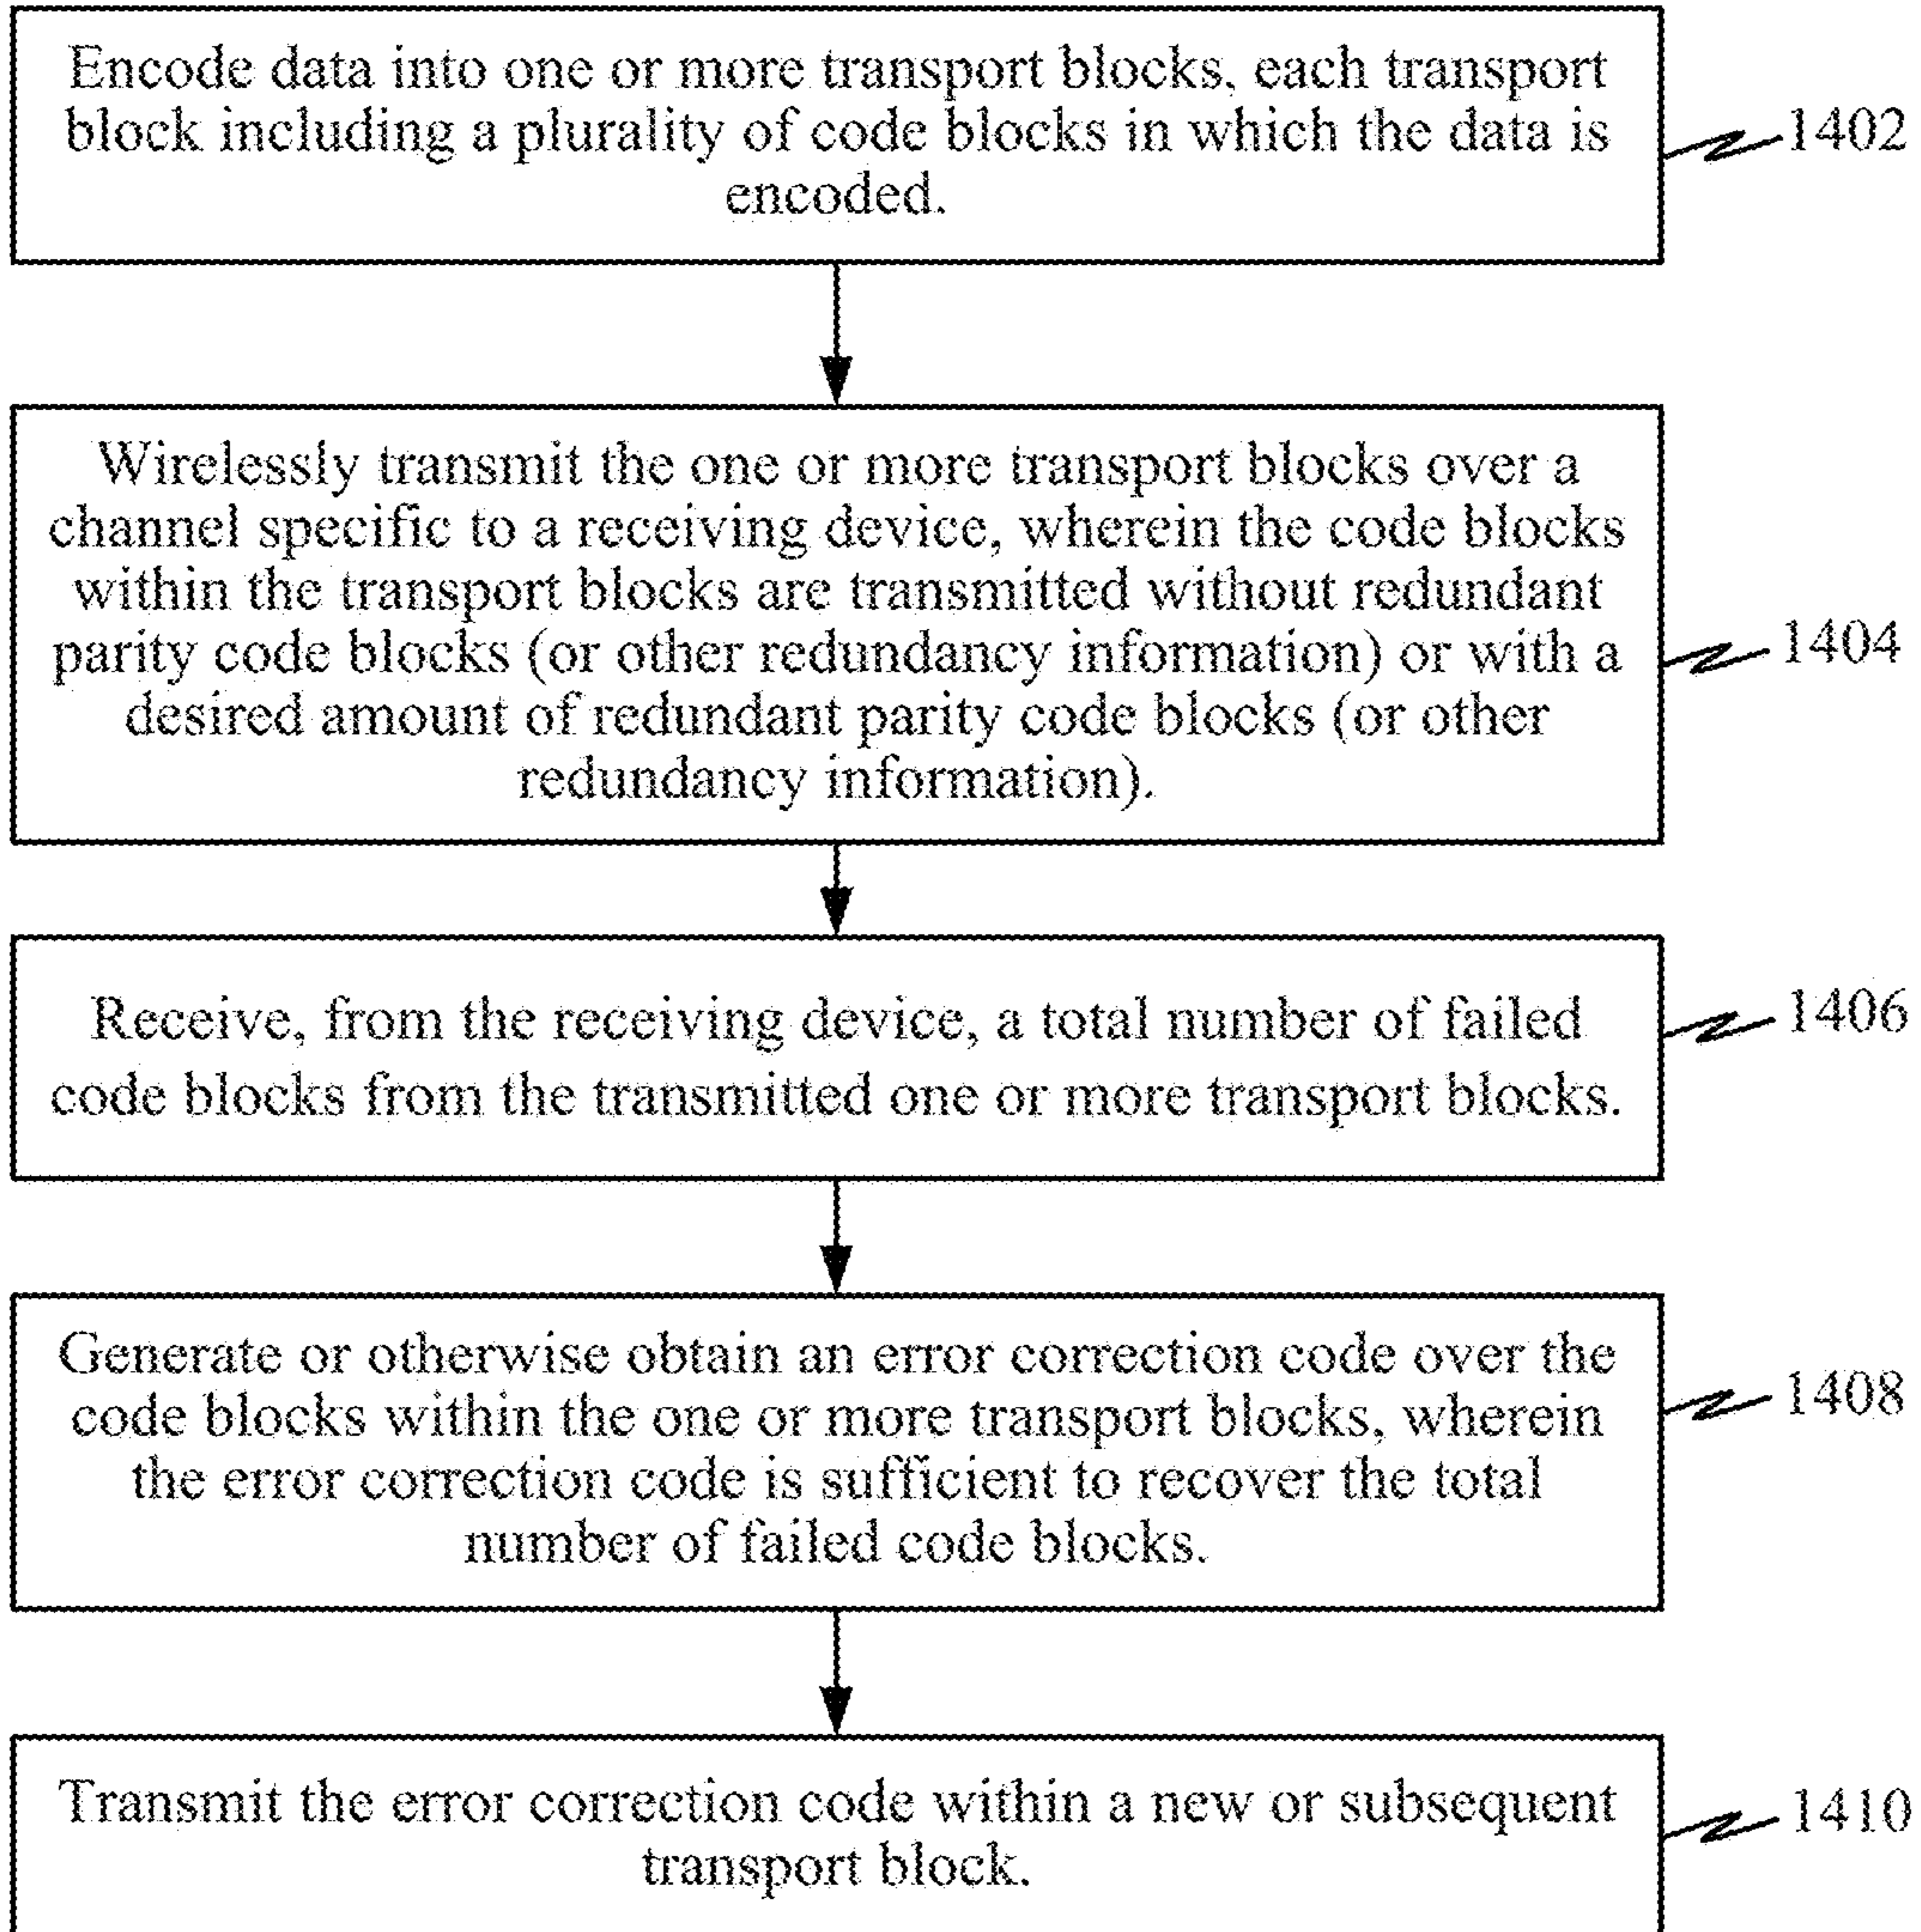 Encode data into one or more transport blocks, each transport
block including a plurality of code blocks in which the data is
encoded.
1402
Wirelessly transmit the one or more transport blocks over a
channel specific to a receiving device, wherein the code blocks
within the transport blocks are transmitted without redundant
parity code blocks (or other redundancy information) or with a
desired amount of redundant parity code blocks (or other
redundancy information).
1404
Receive, from the receiving device, a total number of failed
code blocks from the transmitted one or more transport blocks.
1406
Generate or otherwise obtain an error correction code over the
code blocks within the one or more transport blocks, wherein
the error correction code is sufficient to recover the total
number of failed code blocks.
1408
Transmit the error correction code within a new or subsequent
transport block.
1410